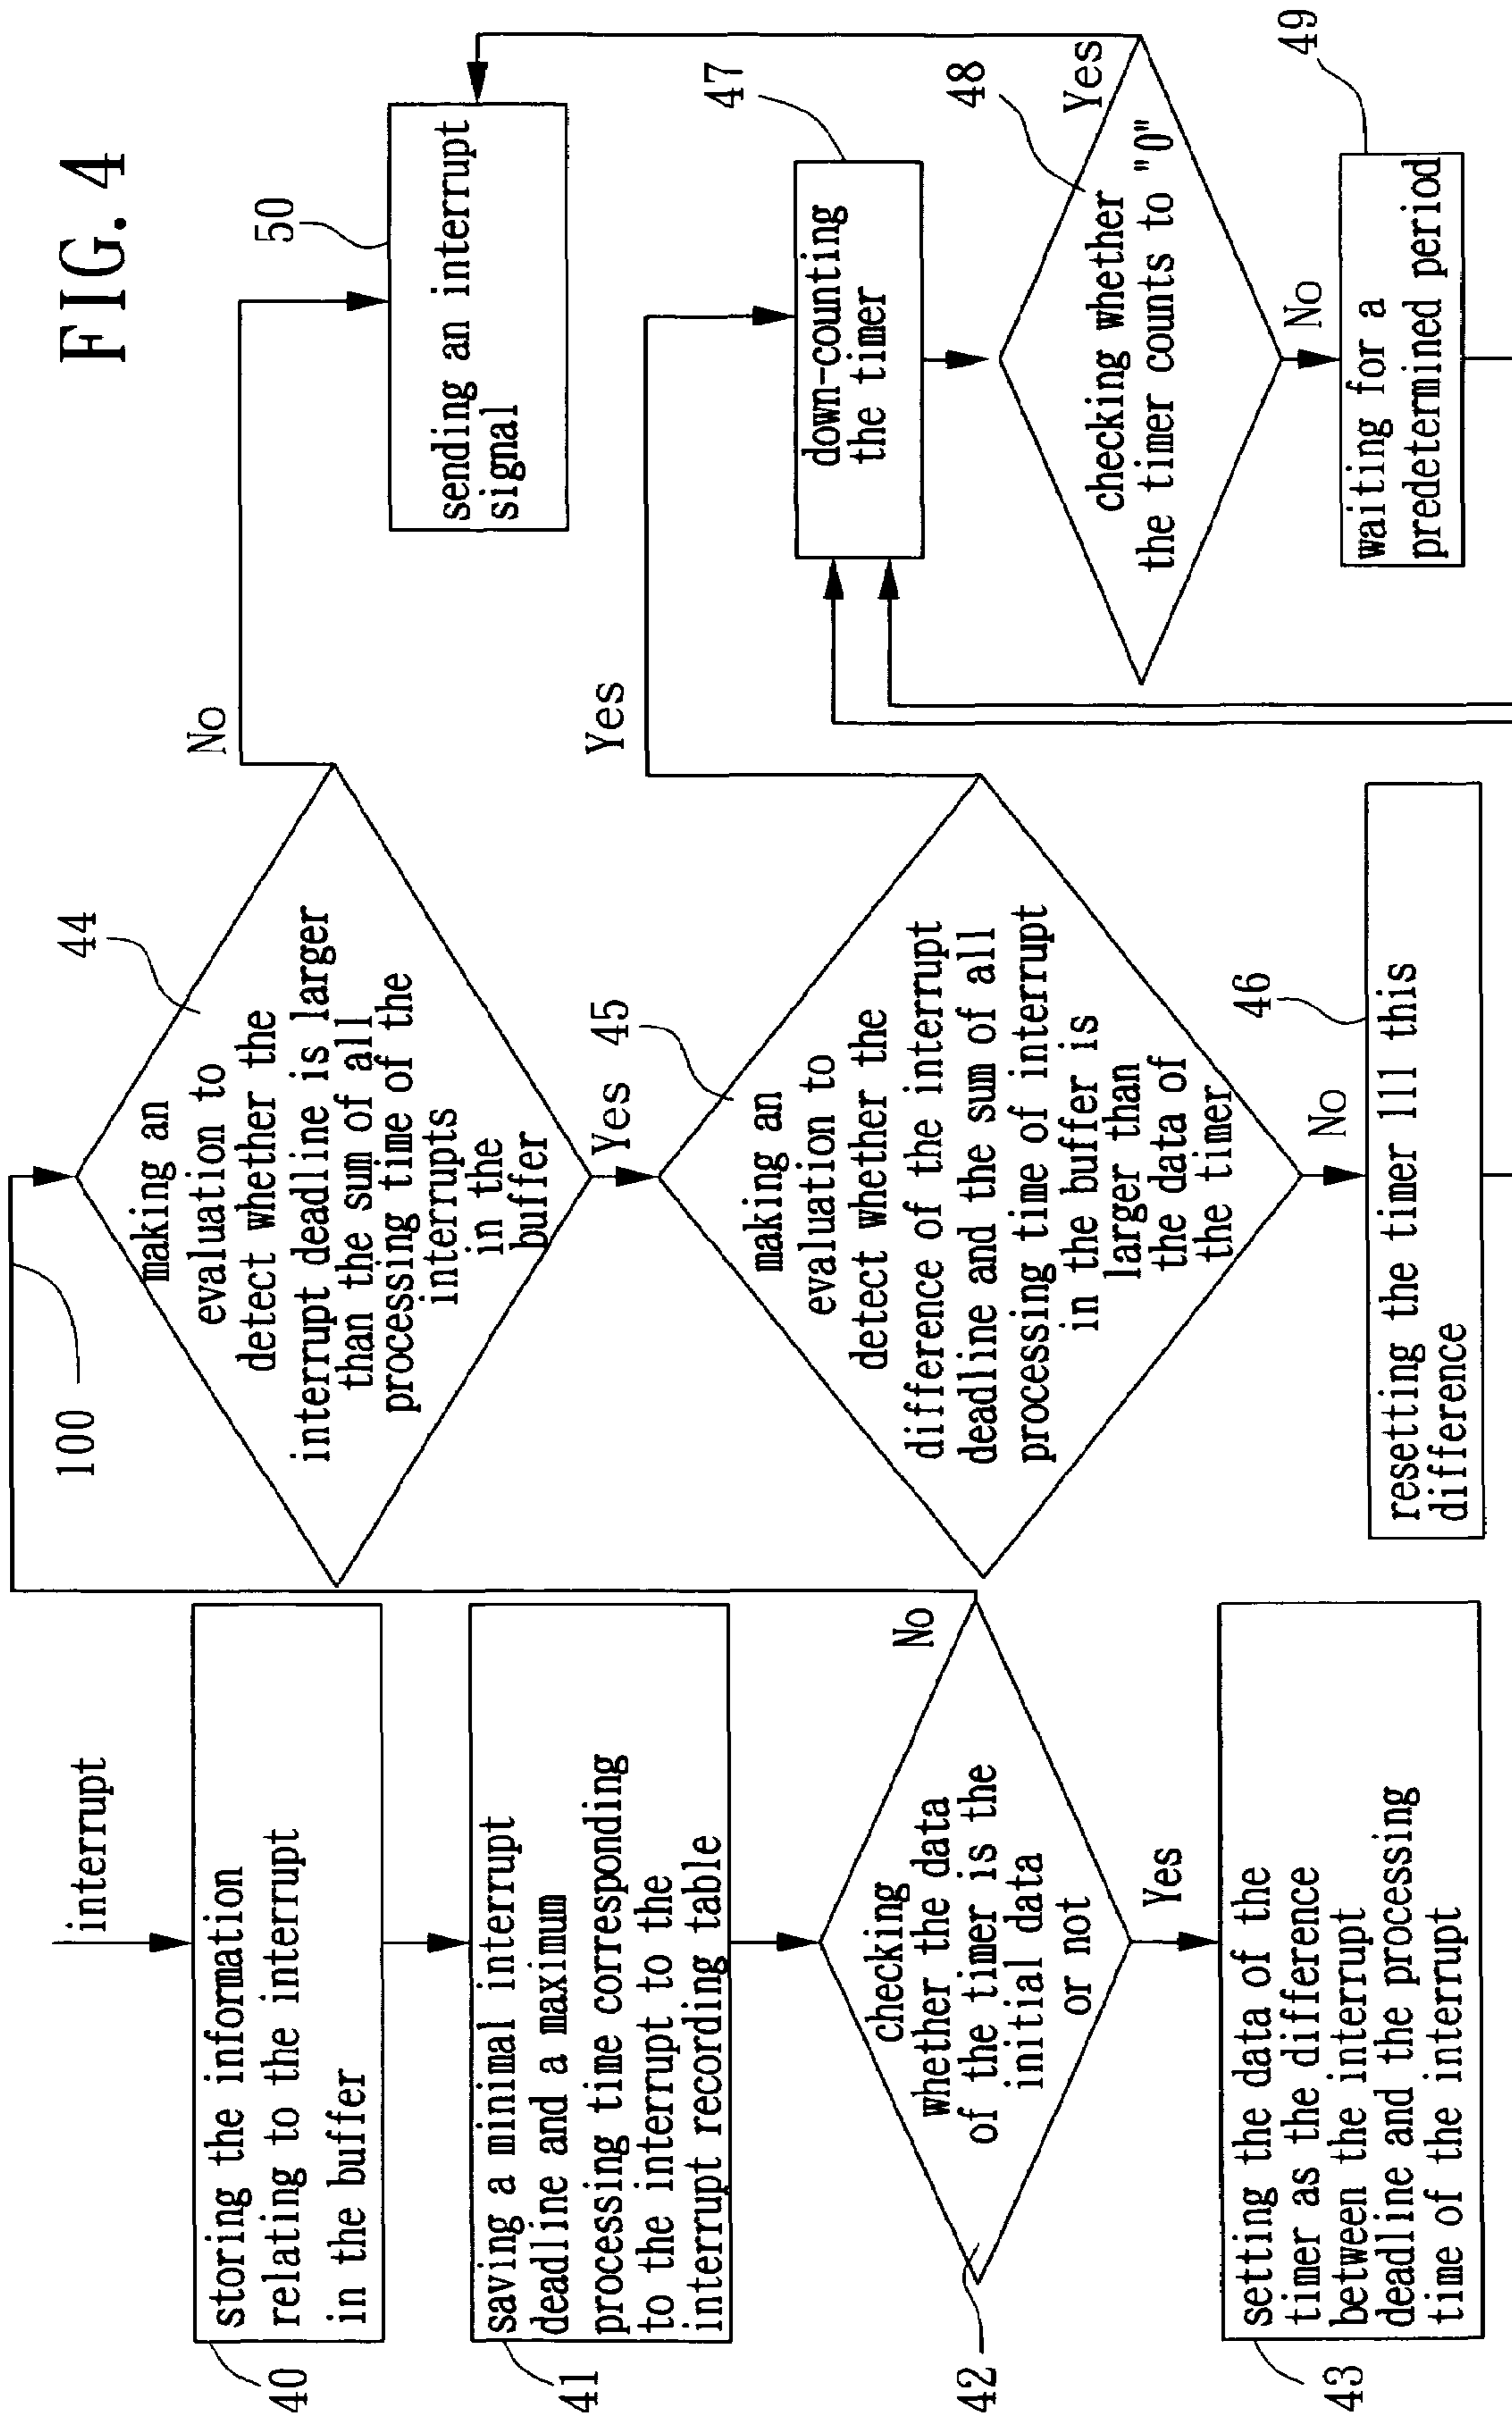 FIG. 4
interrupt
40
storing the information
relating to the interrupt
in the buffer
41
saving a minimal interrupt
deadline and a maximum
processing time corresponding
to the interrupt to the
interrupt recording table
42
checking
whether the data
of the timer is the
initial data
or not
No
Yes
43
setting the data of the
timer as the difference
between the interrupt
deadline and the processing
time of the interrupt
100
44
making an
evaluation to
detect whether the
interrupt deadline is larger
than the sum of all
processing time of the
interrupts
in the
buffer
No
Yes
45
making an
evaluation to
detect whether the
difference of the interrupt
deadline and the sum of all
processing time of interrupt
in the buffer is
larger than
the data of
the timer
Yes
No
46
resetting the timer 111 this
difference
50
sending an interrupt
signal
47
down-counting
the timer
48
checking whether
the timer counts to "0"
Yes
No
49
waiting for a
predetermined period